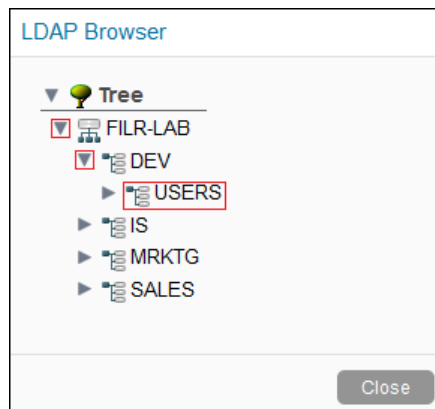 LDAP Browser
Tree
FILR-LAB
DEV
USERS
IS
MRKTG
SALES
Close